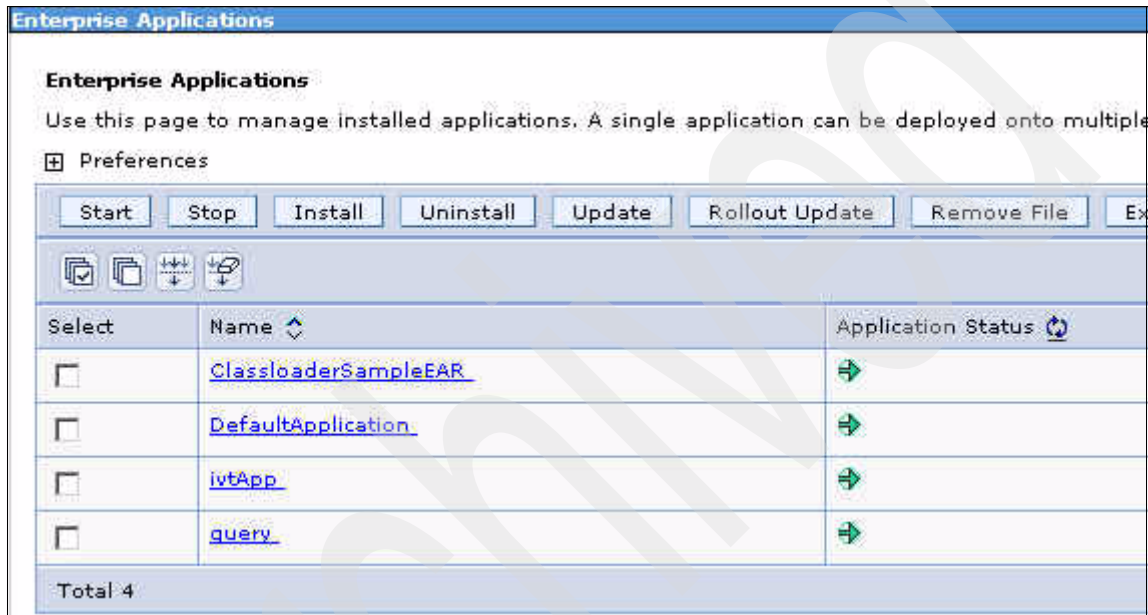 Enterprise Applications
Enterprise Applications
Use this page to manage installed applications. A single application can be deployed onto multiple
Preferences
Start Stop Install Uninstall Update Rollout Update Remove File Ex
Select Name Application Status
ClassloaderSampleEAR
DefaultApplication
ivtApp
query
Total 4